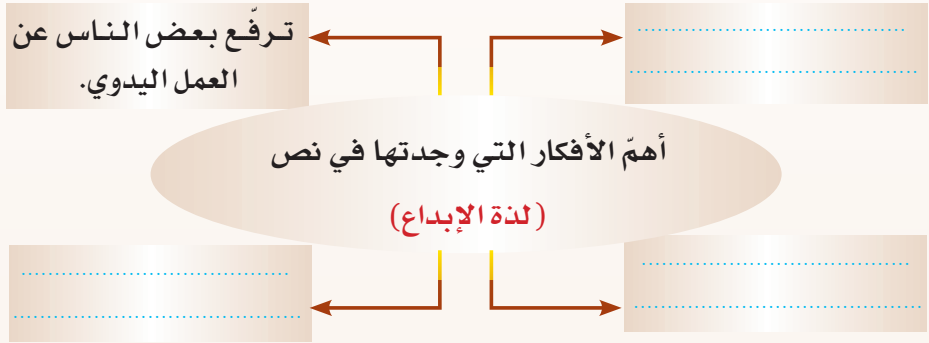 ترفّع بعض الناس عن
العمل اليدوي.
أهمّ الأفكار التي وجدتها في نص
(لذة الإبداع)